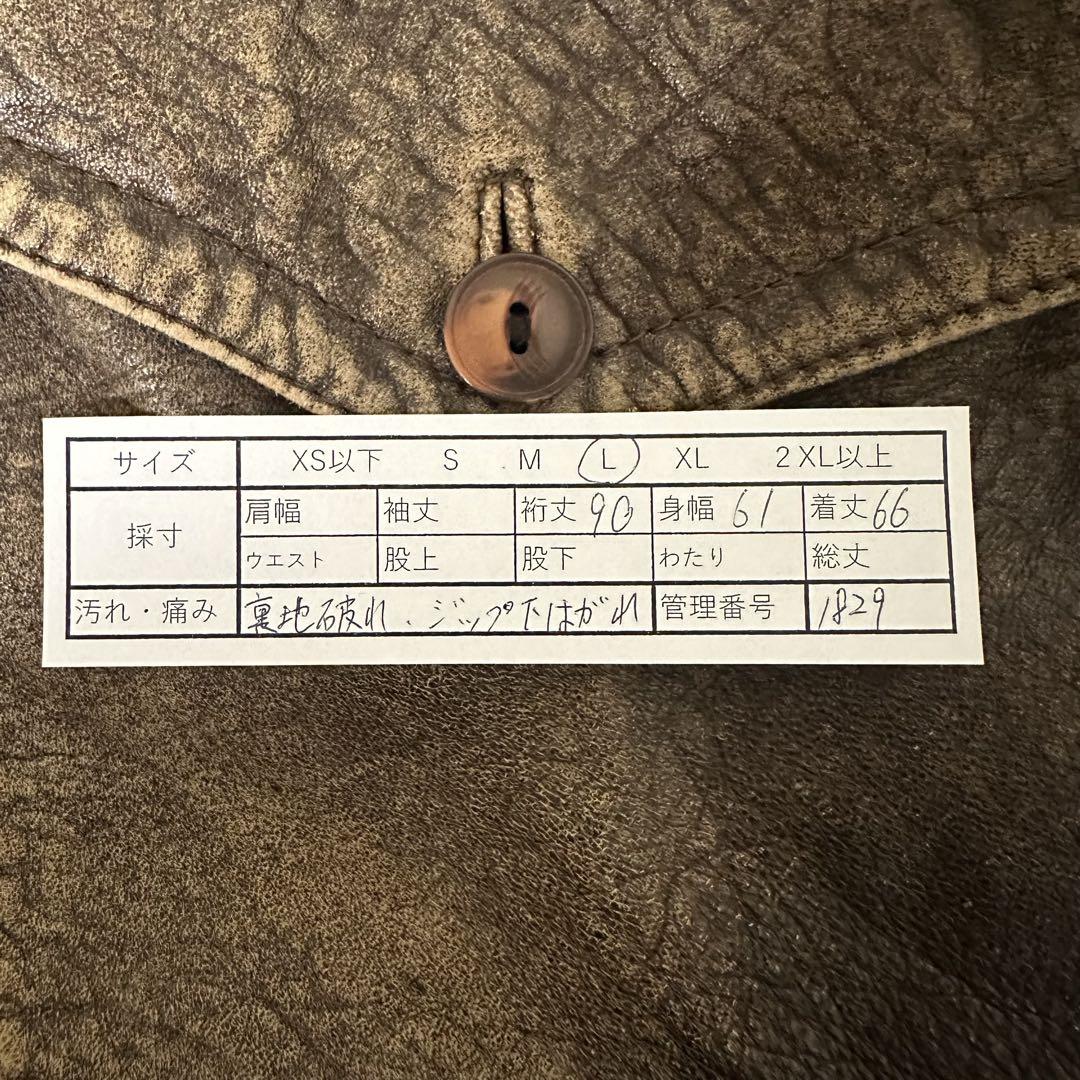 サイズ XS以下 S M L XL 2XL以上
採寸 肩幅 袖丈 裄丈 90 身幅 61 着丈 66
ウエスト 股上 股下 わたり 総丈
汚れ・痛み 裏地破れ、ジップ下はがれ 管理番号 1829